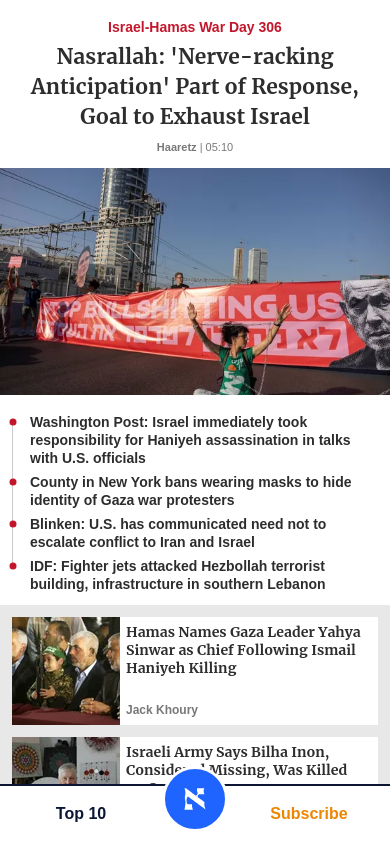 Israel-Hamas War Day 306
Nasrallah: 'Nerve-racking
Anticipation' Part of Response,
Goal to Exhaust Israel
Haaretz | 05:10
BULLSHITTING US
Washington Post: Israel immediately took
responsibility for Haniyeh assassination in talks
with U.S. officials
County in New York bans wearing masks to hide
identity of Gaza war protesters
Blinken: U.S. has communicated need not to
escalate conflict to Iran and Israel
IDF: Fighter jets attacked Hezbollah terrorist
building, infrastructure in southern Lebanon
Hamas Names Gaza Leader Yahya
Sinwar as Chief Following Ismail
Haniyeh Killing
Jack Khoury
Israeli Army Says Bilha Inon,
Considered Missing, Was Killed
Top 10
Subscribe